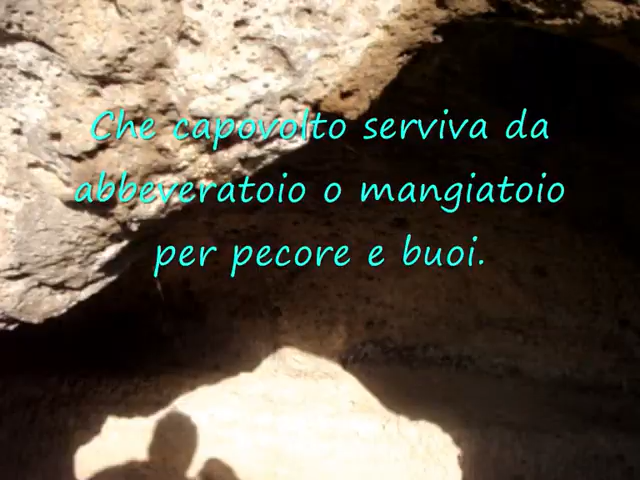 Che capovolto serviva da
abbeveratoio o mangiatoio
per pecore e buoi.